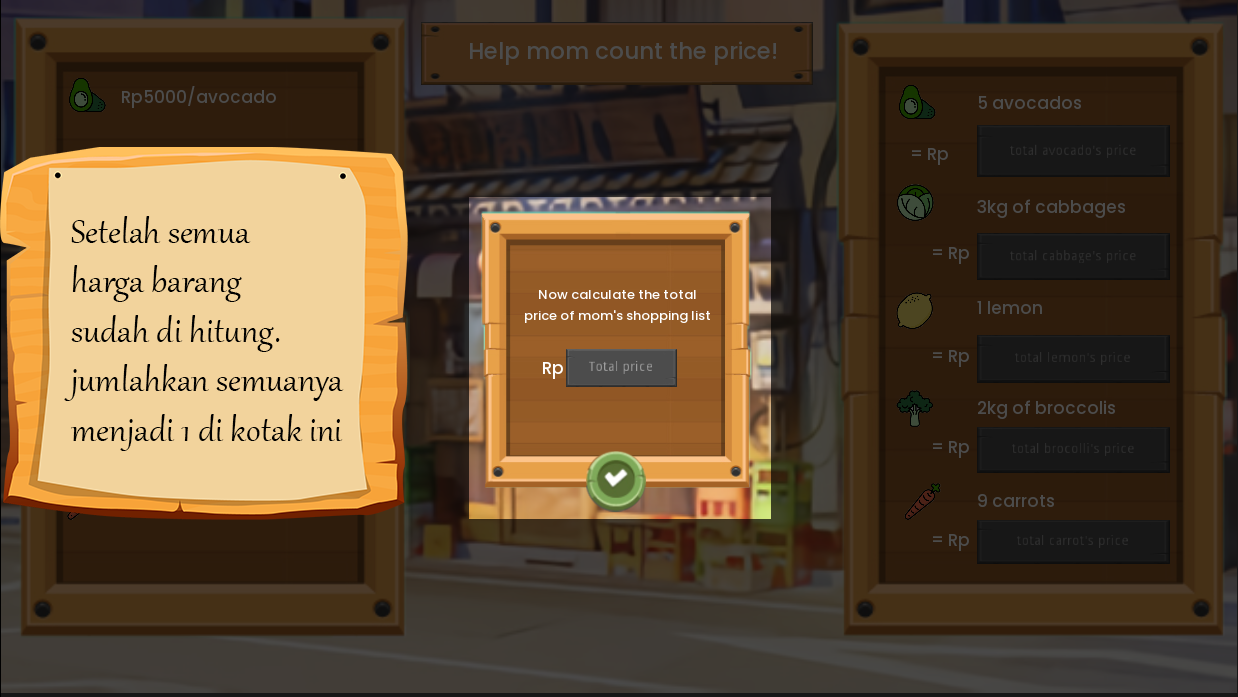 Help mom count the price!
Rp5000/avocado
Setelah semua
harga barang
sudah di hitung.
jumlahkan semuanya
menjadi 1 di kotak ini
Now calculate the total
price of mom's shopping list
Rp Total price
5 avocados
= Rp total avocado's price
3kg of cabbages
= Rp total cabbage's price
1 lemon
= Rp total lemon's price
2kg of broccolis
= Rp total brocolli's price
9 carrots
= Rp total carrot's price